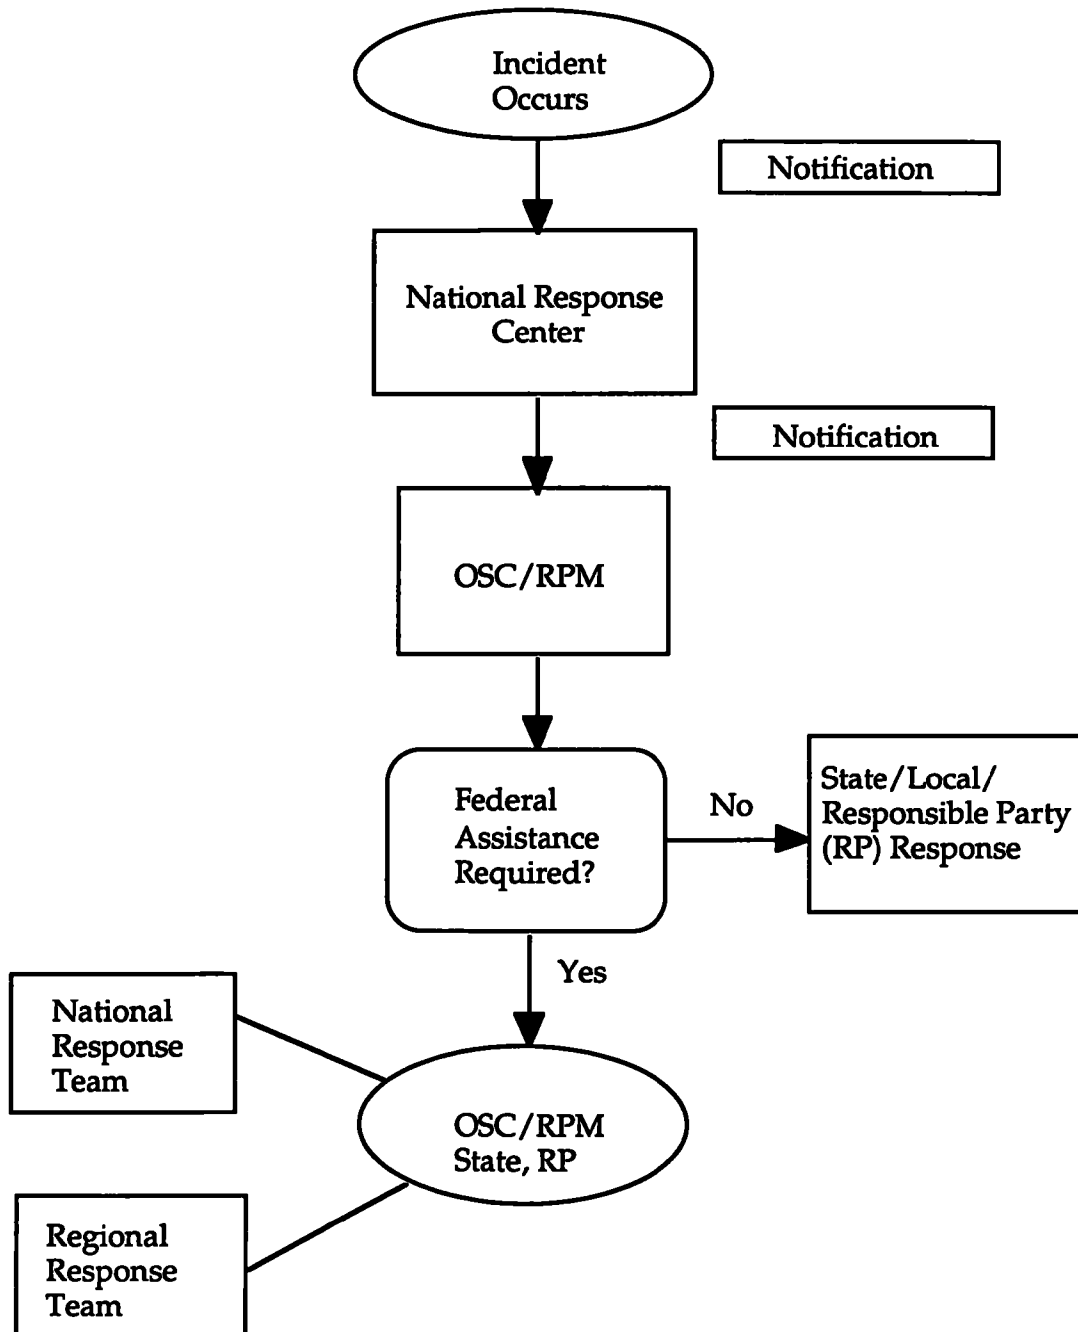 Incident
Occurs
Notification
National Response
Center
Notification
OSC/RPM
Federal
Assistance
Required?
No
State/Local/
Responsible Party
(RP) Response
Yes
National
Response
Team
OSC/RPM
State, RP
Regional
Response
Team